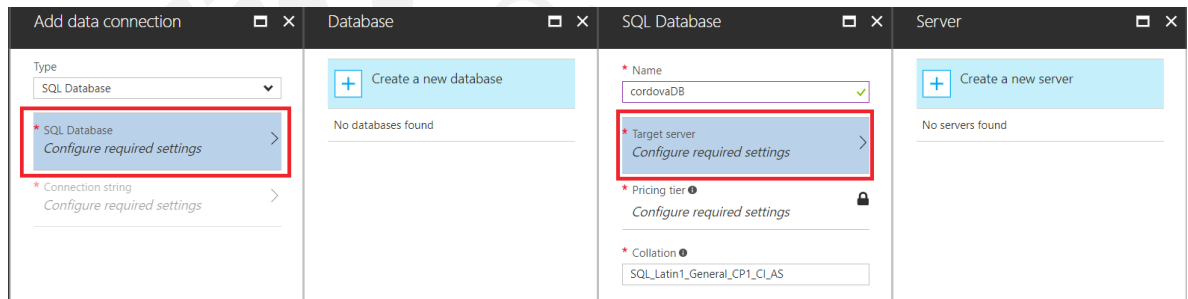 Add data connection
Type
SQL Database
* SQL Database
Configure required settings
* Connection string
Configure required settings
Database
Create a new database
No databases found
SQL Database
* Name
cordovaDB
* Target server
Configure required settings
* Pricing tier
Configure required settings
* Collation
SQL_Latin1_General_CP1_CI_AS
Server
Create a new server
No servers found